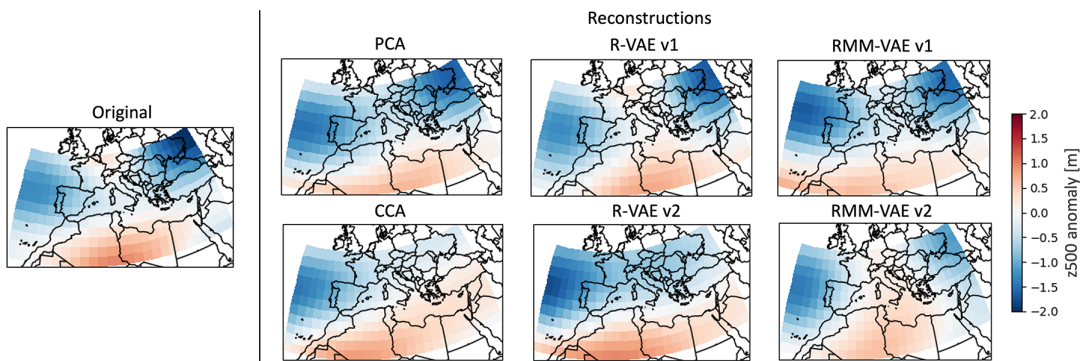 Reconstructions
Original
PCA
R-VAE v1
RMM-VAE v1
CCA
R-VAE v2
RMM-VAE v2
2.0
1.5
1.0
0.5
0.0
−0.5
−1.0
−1.5
−2.0
z500 anomaly [m]